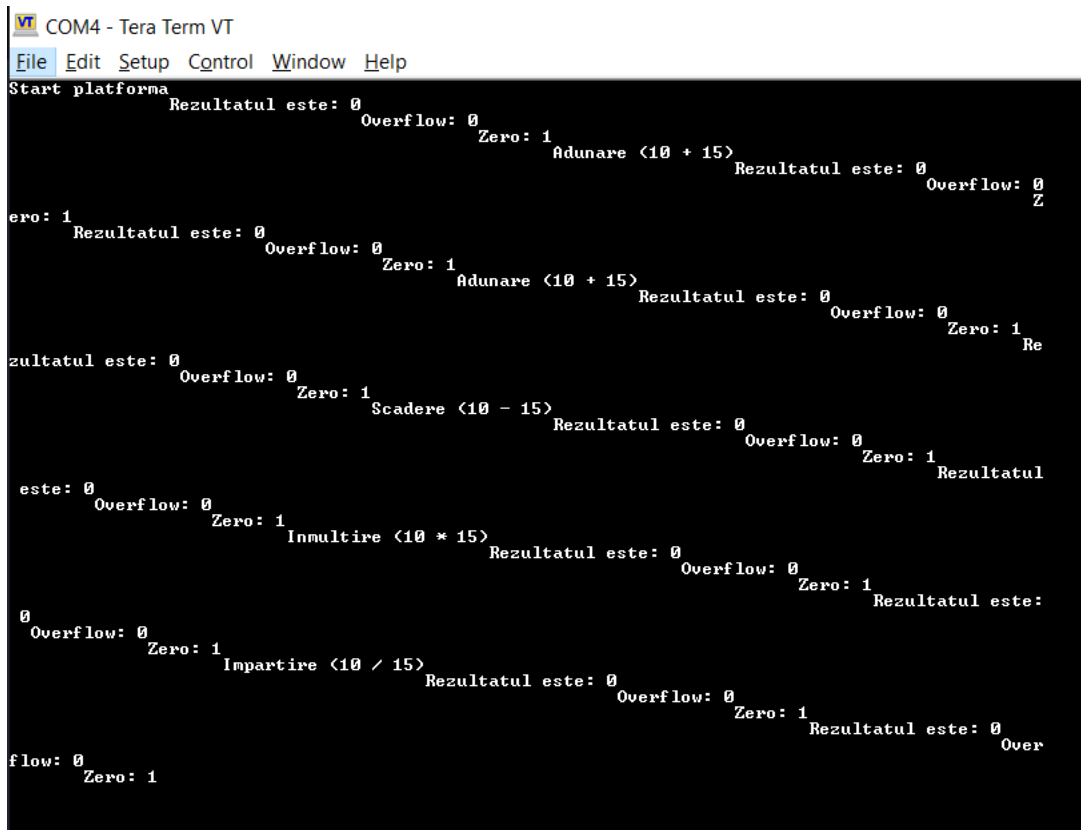 VT COM4 - Tera Term VT
File Edit Setup Control Window Help
Start platforma
Rezultatul este: 0
Overflow: 0
Zero: 1
Adunare (10 + 15)
Rezultatul este: 0
Overflow: 0
Z
ero: 1
Rezultatul este: 0
Overflow: 0
Zero: 1
Adunare (10 + 15)
Rezultatul este: 0
Overflow: 0
Zero: 1
Re
zultatul este: 0
Overflow: 0
Zero: 1
Scadere (10 - 15)
Rezultatul este: 0
Overflow: 0
Zero: 1
Rezultatul
este: 0
Overflow: 0
Zero: 1
Inmultire (10 * 15)
Rezultatul este: 0
Overflow: 0
Zero: 1
Rezultatul este:
0
Overflow: 0
Zero: 1
Impartire (10 / 15)
Rezultatul este: 0
Overflow: 0
Zero: 1
Rezultatul este: 0
Over
flow: 0
Zero: 1